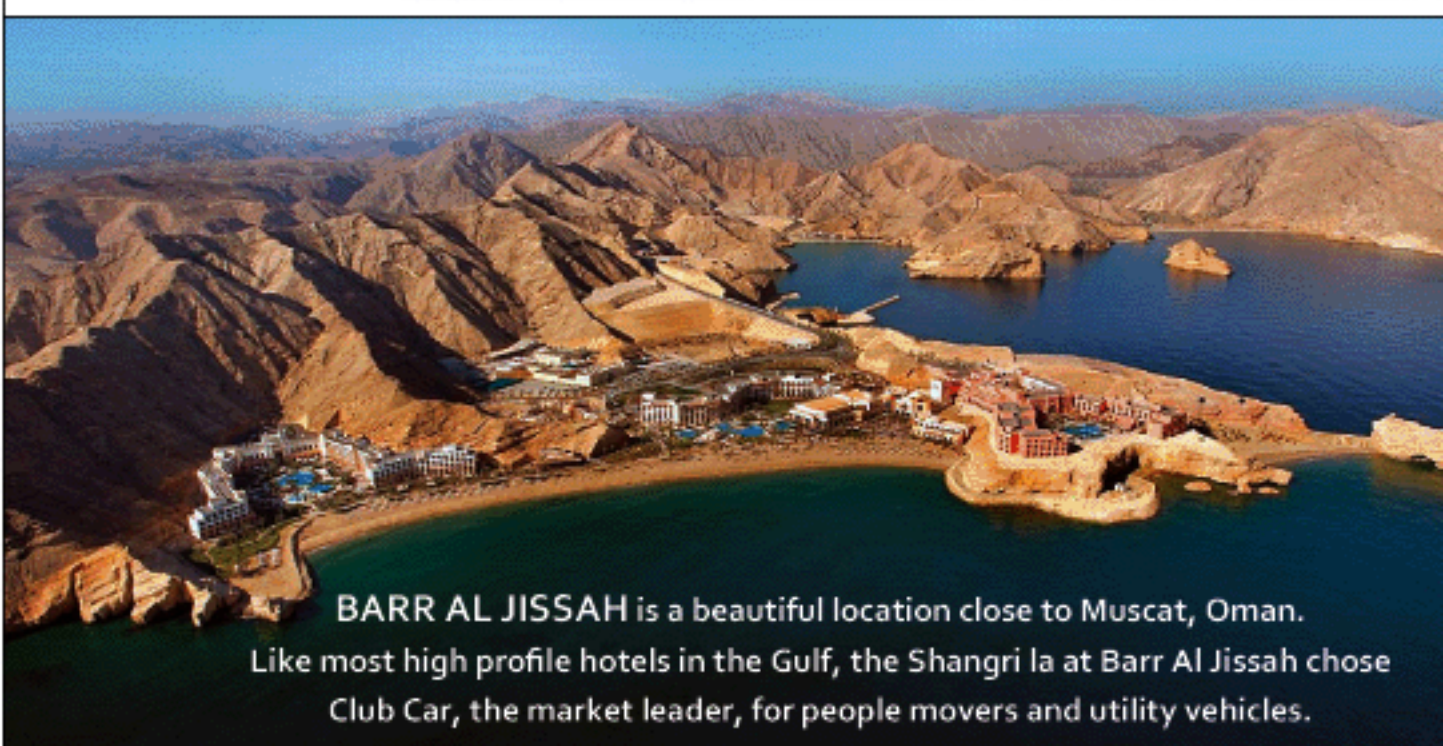 BARR AL JISSAH is a beautiful location close to Muscat, Oman.
Like most high profile hotels in the Gulf, the Shangri la at Barr Al Jissah chose
Club Car, the market leader, for people movers and utility vehicles.